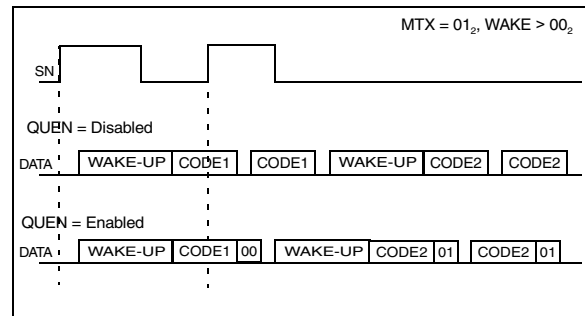 MTX = 01₂, WAKE > 00₂
SN
QUEN = Disabled
DATA WAKE-UP CODE1 CODE1 WAKE-UP CODE2 CODE2
QUEN = Enabled
DATA WAKE-UP CODE1 00 WAKE-UP CODE2 01 CODE2 01